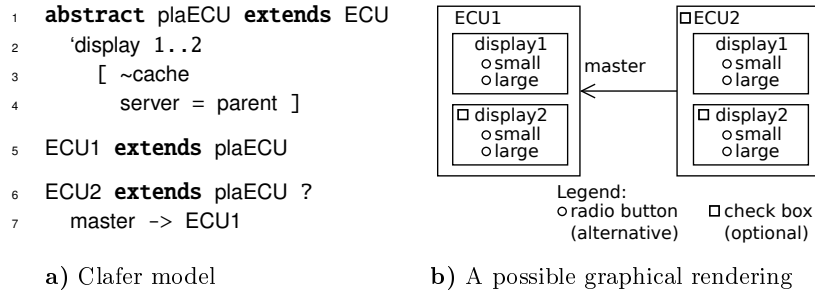 1 abstract plaECU extends ECU
2 ‘display 1..2
3 [ ~cache
4 server = parent ]
5 ECU1 extends plaECU
6 ECU2 extends plaECU ?
7 master -> ECU1
a) Clafer model
ECU1
display1
small
large
display2
small
large
master
ECU2
display1
small
large
display2
small
large
Legend:
radio button
(alternative)
check box
(optional)
b) A possible graphical rendering